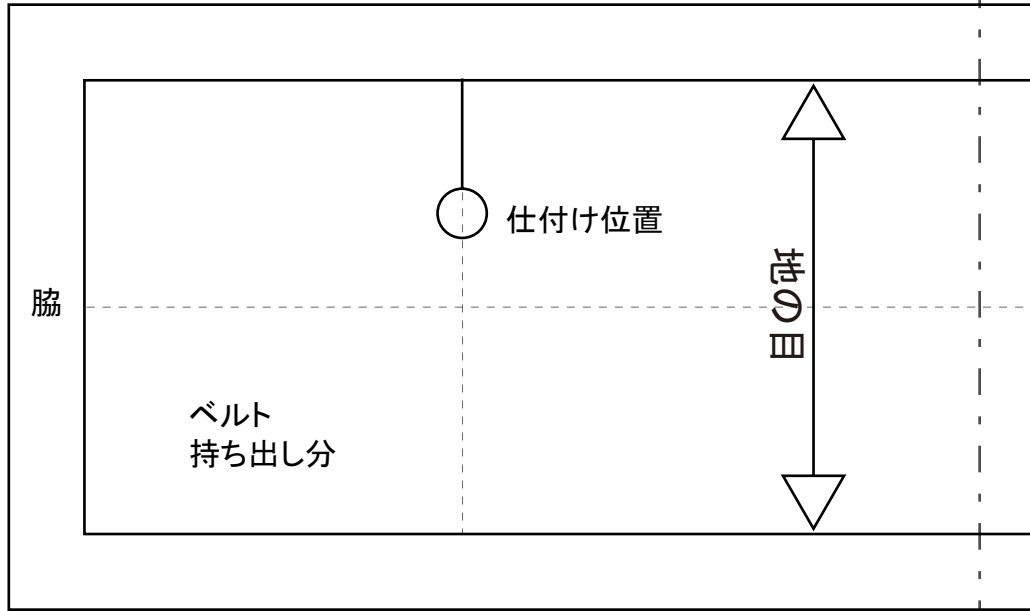 仕付け位置
地の目
脇
ベルト
持ち出し分